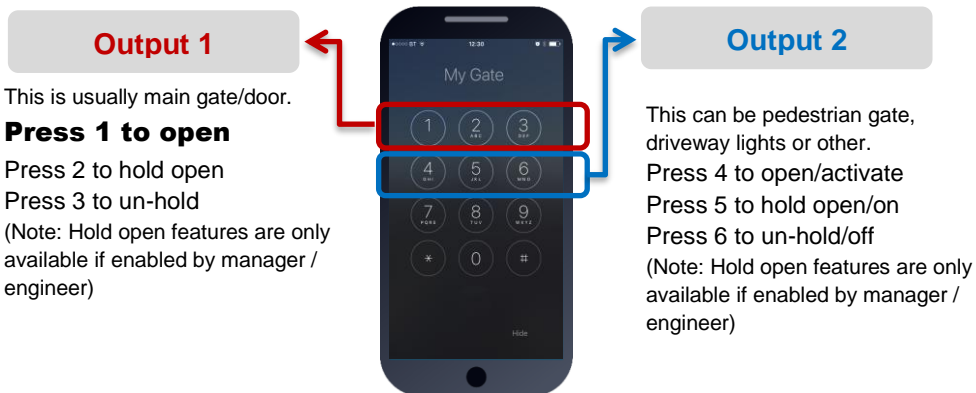 Output 1
This is usually main gate/door.
Press 1 to open
Press 2 to hold open
Press 3 to un-hold
(Note: Hold open features are only
available if enabled by manager /
engineer)
BT 12:30
My Gate
1 2 3
ABC DEF
4 5 6
GHI JKL MNO
7 8 9
PQRS TUV WXYZ
* 0 #
Hide
Output 2
This can be pedestrian gate,
driveway lights or other.
Press 4 to open/activate
Press 5 to hold open/on
Press 6 to un-hold/off
(Note: Hold open features are only
available if enabled by manager /
engineer)